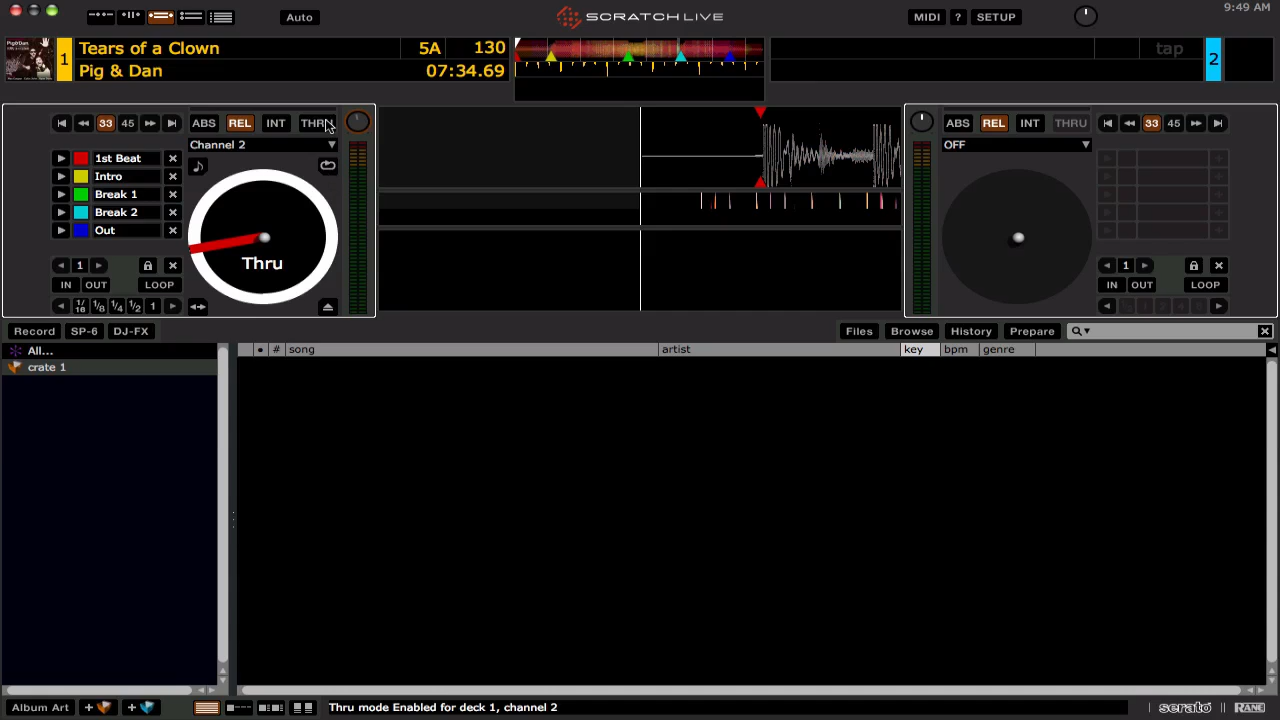 Auto
SCRATCH LIVE
MIDI
?
SETUP
9:49 AM
1
Tears of a Clown
5A
130
Pig & Dan
07:34.69
tap
2
33
45
ABS
REL
INT
THRU
Channel 2
1st Beat
Intro
Break 1
Break 2
Out
Thru
1
IN
OUT
LOOP
1/16
1/8
1/4
1/2
1
ABS
REL
INT
THRU
33
45
OFF
1
IN
OUT
LOOP
Record
SP-6
DJ-FX
Files
Browse
History
Prepare
All...
crate 1
#
song
artist
key
bpm
genre
Album Art
Thru mode Enabled for deck 1, channel 2
serato
RANE